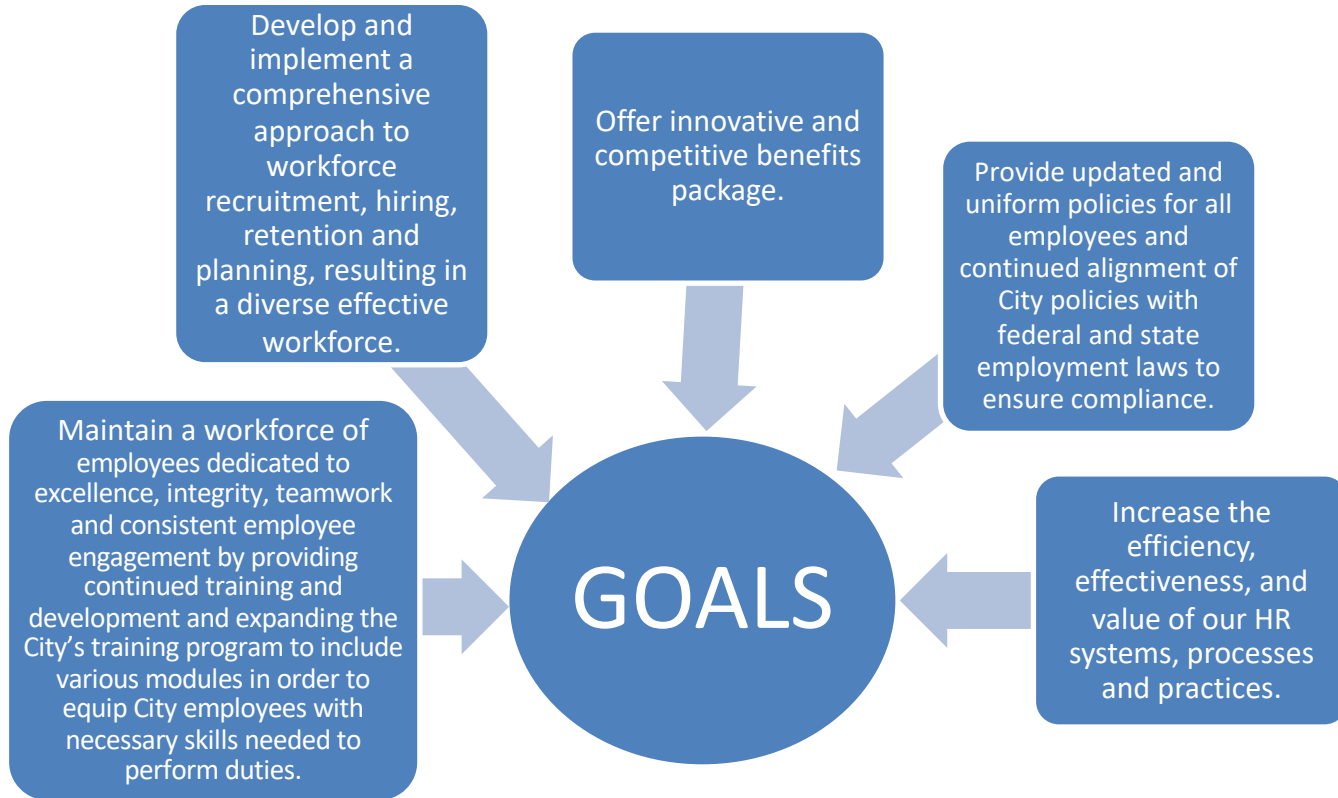 Develop and
implement a
comprehensive
approach to
workforce
recruitment, hiring,
retention and
planning, resulting in
a diverse effective
workforce.
Offer innovative and
competitive benefits
package.
Provide updated and
uniform policies for all
employees and
continued alignment of
City policies with
federal and state
employment laws to
ensure compliance.
Maintain a workforce of
employees dedicated to
excellence, integrity, teamwork
and consistent employee
engagement by providing
continued training and
development and expanding the
City’s training program to include
various modules in order to
equip City employees with
necessary skills needed to
perform duties.
GOALS
Increase the
efficiency,
effectiveness, and
value of our HR
systems, processes
and practices.